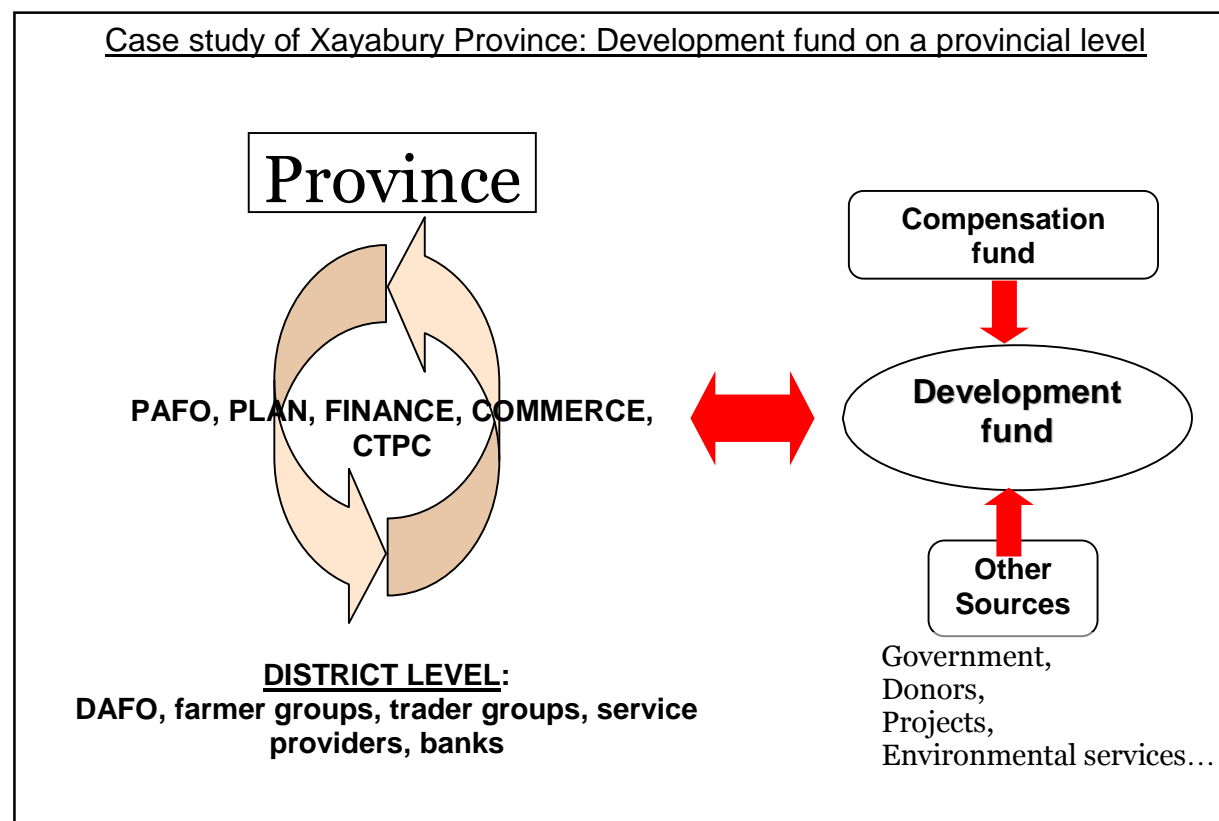 Case study of Xayabury Province: Development fund on a provincial level
Province
PAFO, PLAN, FINANCE, COMMERCE,
CTPC
DISTRICT LEVEL:
DAFO, farmer groups, trader groups, service
providers, banks
Compensation
fund
Development
fund
Other
Sources
Government,
Donors,
Projects,
Environmental services…